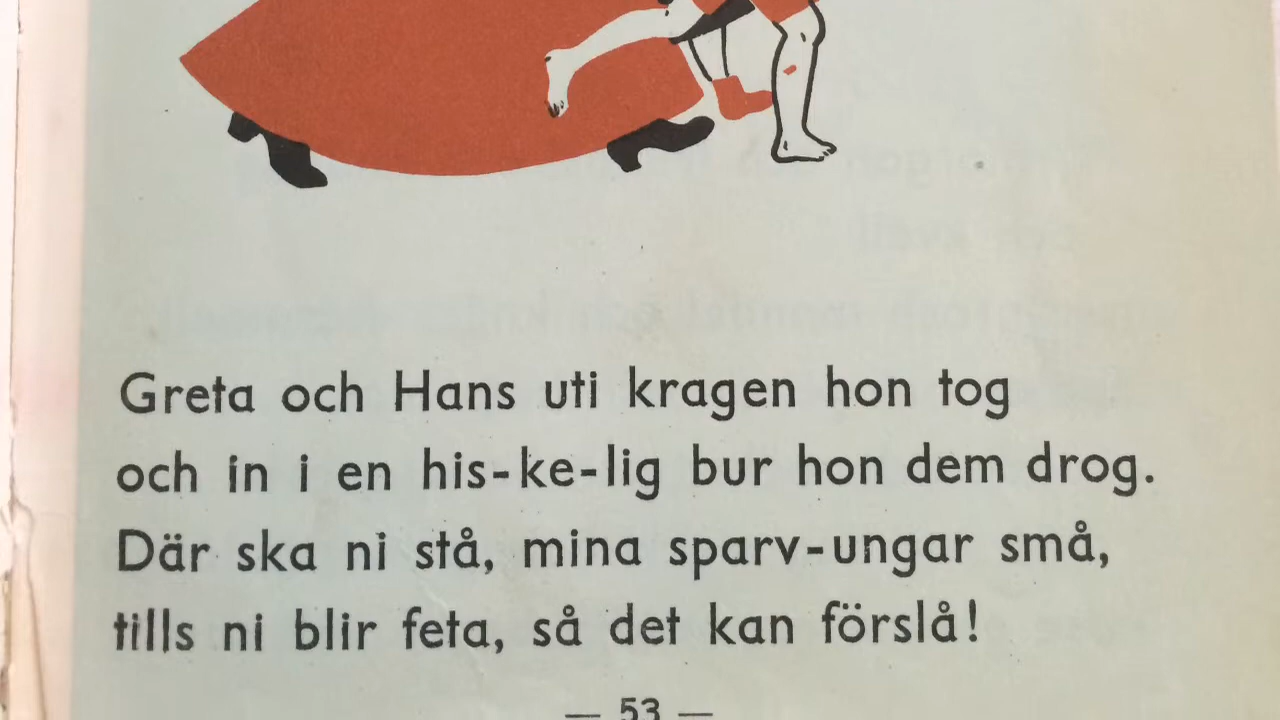 Greta och Hans uti kragen hon tog
och in i en his-ke-lig bur hon dem drog.
Där ska ni stå, mina sparv-ungar små,
tills ni blir feta, så det kan förslå!
— 53 —